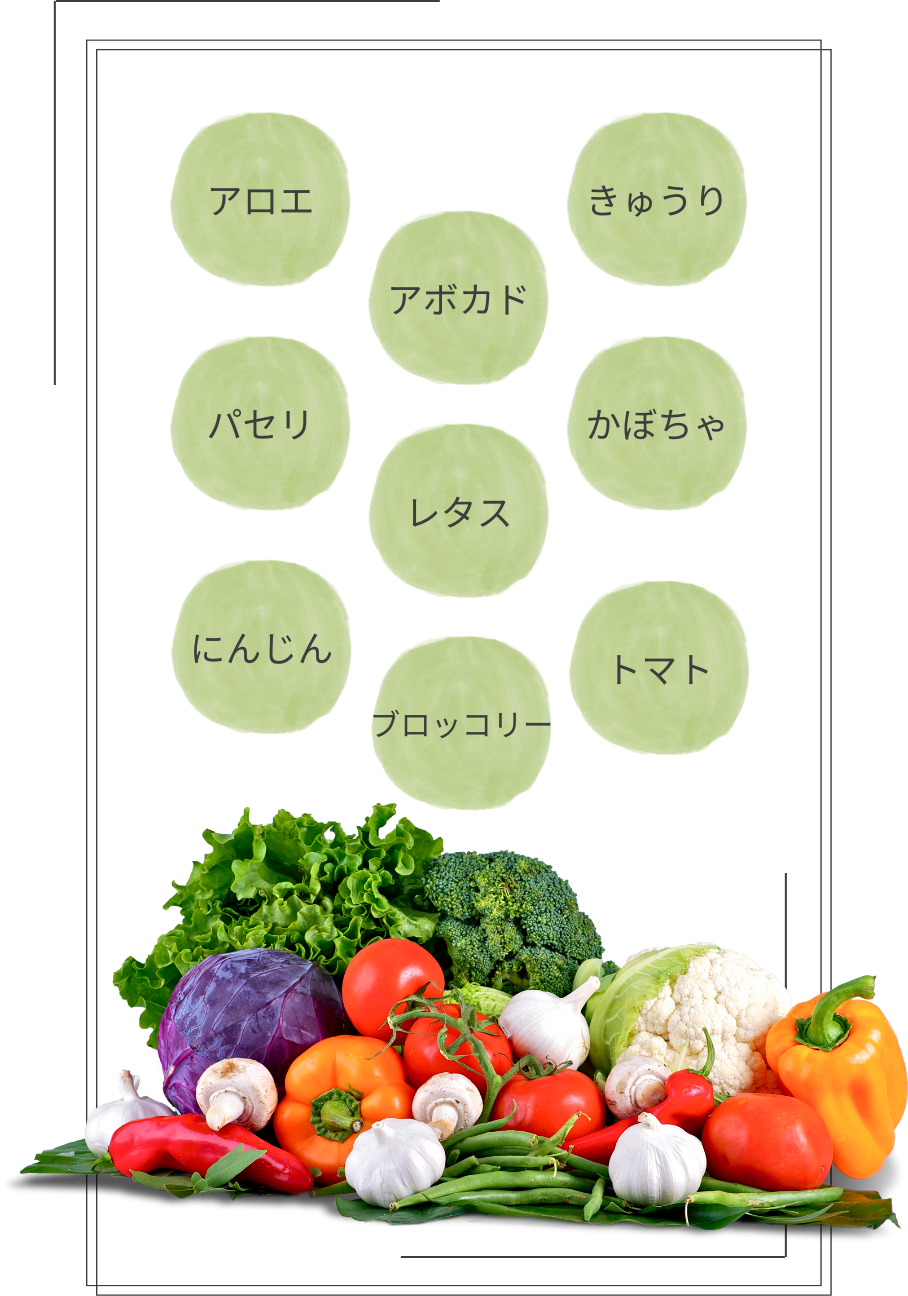 アロエ
きゅうり
アボカド
パセリ
かぼちゃ
レタス
にんじん
トマト
ブロッコリー